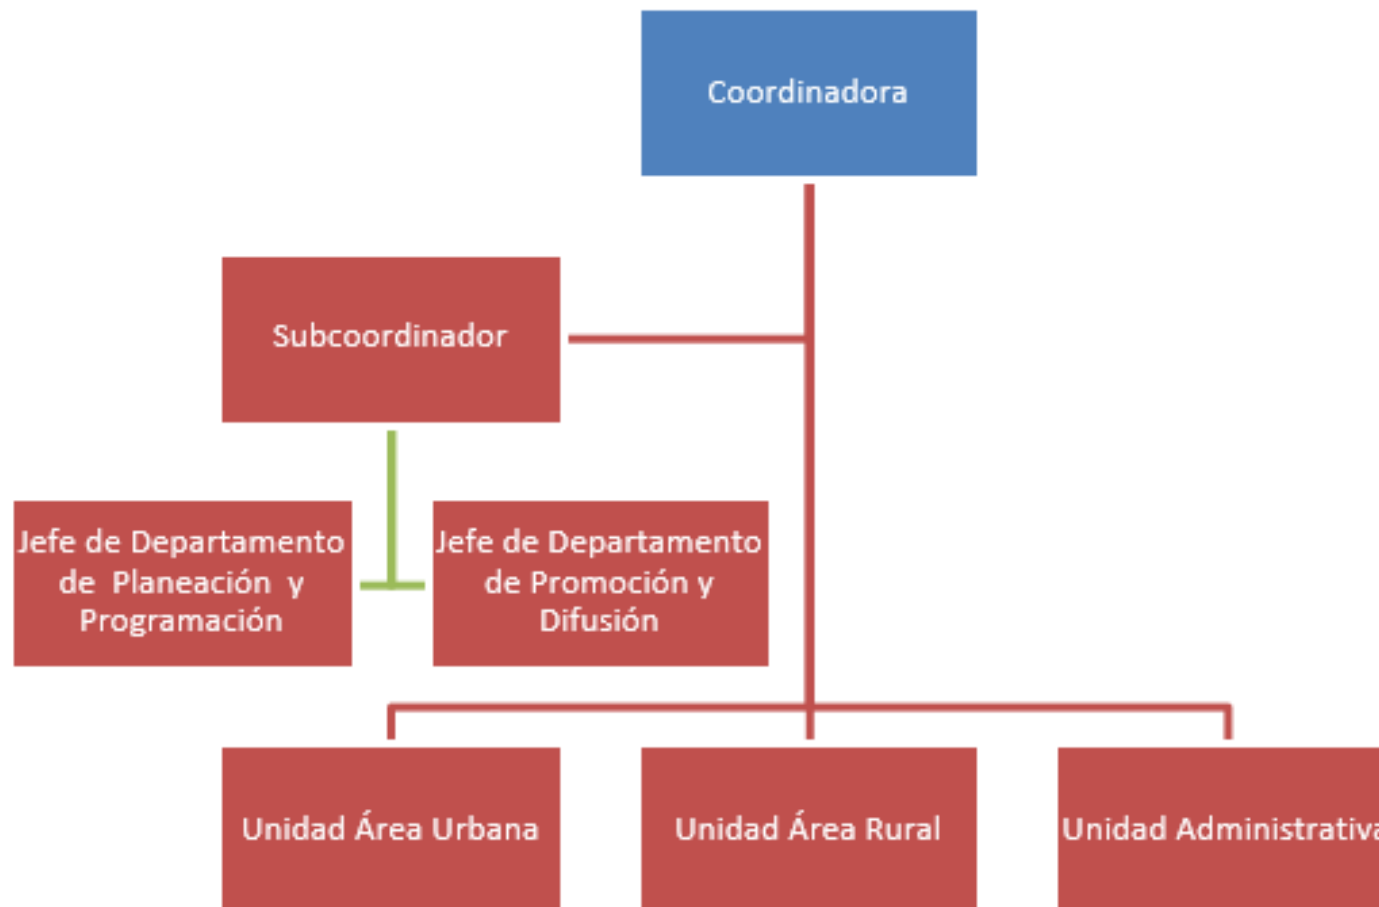 Coordinadora
Subcoordinador
Jefe de Departamento
de Planeación y
Programación
Jefe de Departamento
de Promoción y
Difusión
Unidad Área Urbana
Unidad Área Rural
Unidad Administrativa